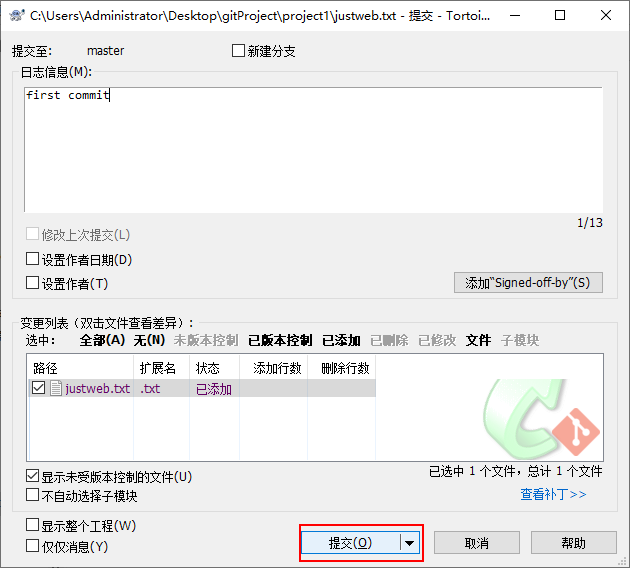 C:\Users\Administrator\Desktop\gitProject\project1\justweb.txt - 提交 - Tortoi...
提交至: master 新建分支
日志信息(M):
first commit
1/13
修改上次提交(L)
设置作者日期(D)
设置作者(T) 添加“Signed-off-by”(S)
变更列表（双击文件查看差异）:
选中: 全部(A) 无(N) 未版本控制 已版本控制 已添加 已删除 已修改 文件 子模块
路径 扩展名 状态 添加行数 删除行数
justweb.txt .txt 已添加
显示未受版本控制的文件(U) 已选中 1 个文件，总计 1 个文件
不自动选择子模块 查看补丁>>
显示整个工程(W)
仅仅消息(Y) 提交(O) 取消 帮助